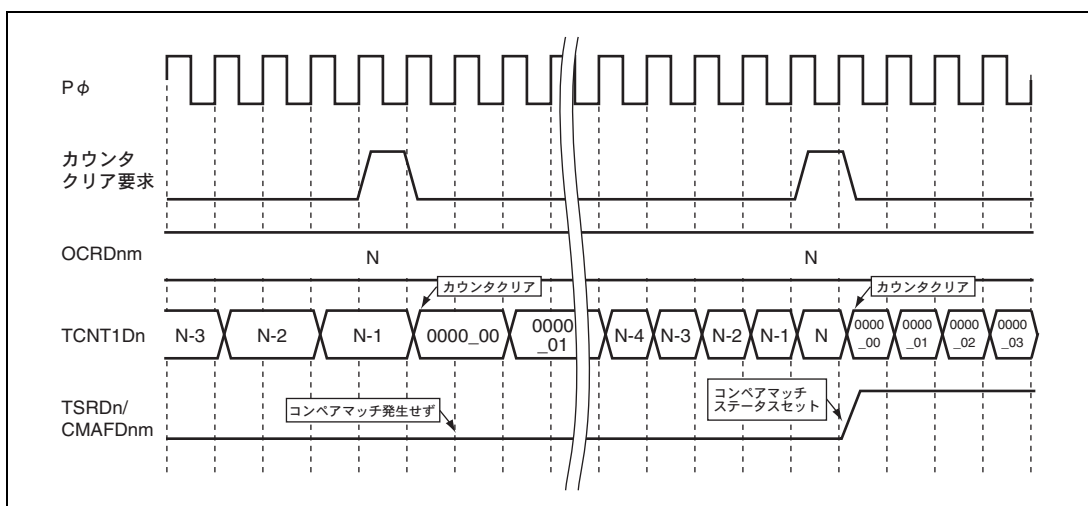 Pφ
カウンタ
クリア要求
OCRDnm
N
N
カウンタクリア
カウンタクリア
TCNT1Dn
N-3
N-2
N-1
0000_00
0000
_01
N-4
N-3
N-2
N-1
N
0000
_00
0000
_01
0000
_02
0000
_03
TSRDn/
CMAFDnm
コンペアマッチ発生せず
コンペアマッチ
ステータスセット